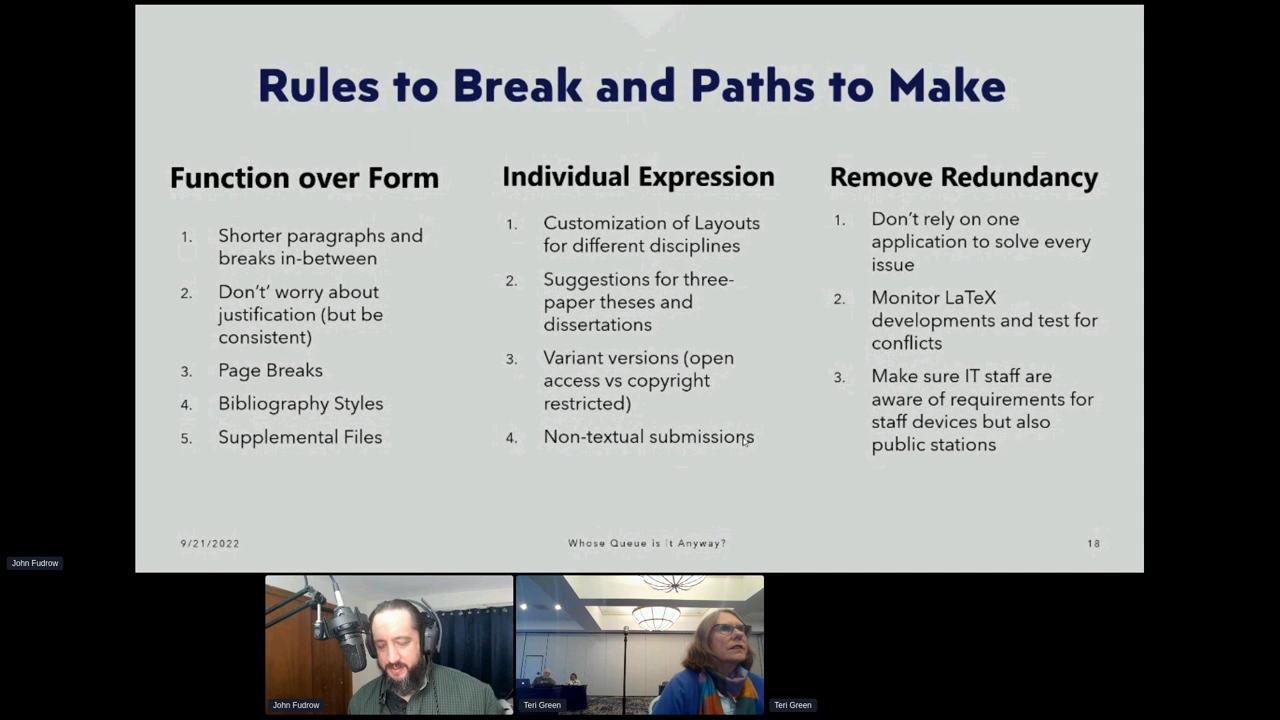 Rules to Break and Paths to Make
Function over Form
1. Shorter paragraphs and
breaks in-between
2. Don't' worry about
justification (but be
consistent)
3. Page Breaks
4. Bibliography Styles
5. Supplemental Files
Individual Expression
1. Customization of Layouts
for different disciplines
2. Suggestions for three-
paper theses and
dissertations
3. Variant versions (open
access vs copyright
restricted)
4. Non-textual submissions
Remove Redundancy
1. Don't rely on one
application to solve every
issue
2. Monitor LaTeX
developments and test for
conflicts
3. Make sure IT staff are
aware of requirements for
staff devices but also
public stations
9/21/2022
Whose Queue is it Anyway?
18
John Fudrow
John Fudrow
Teri Green
Teri Green